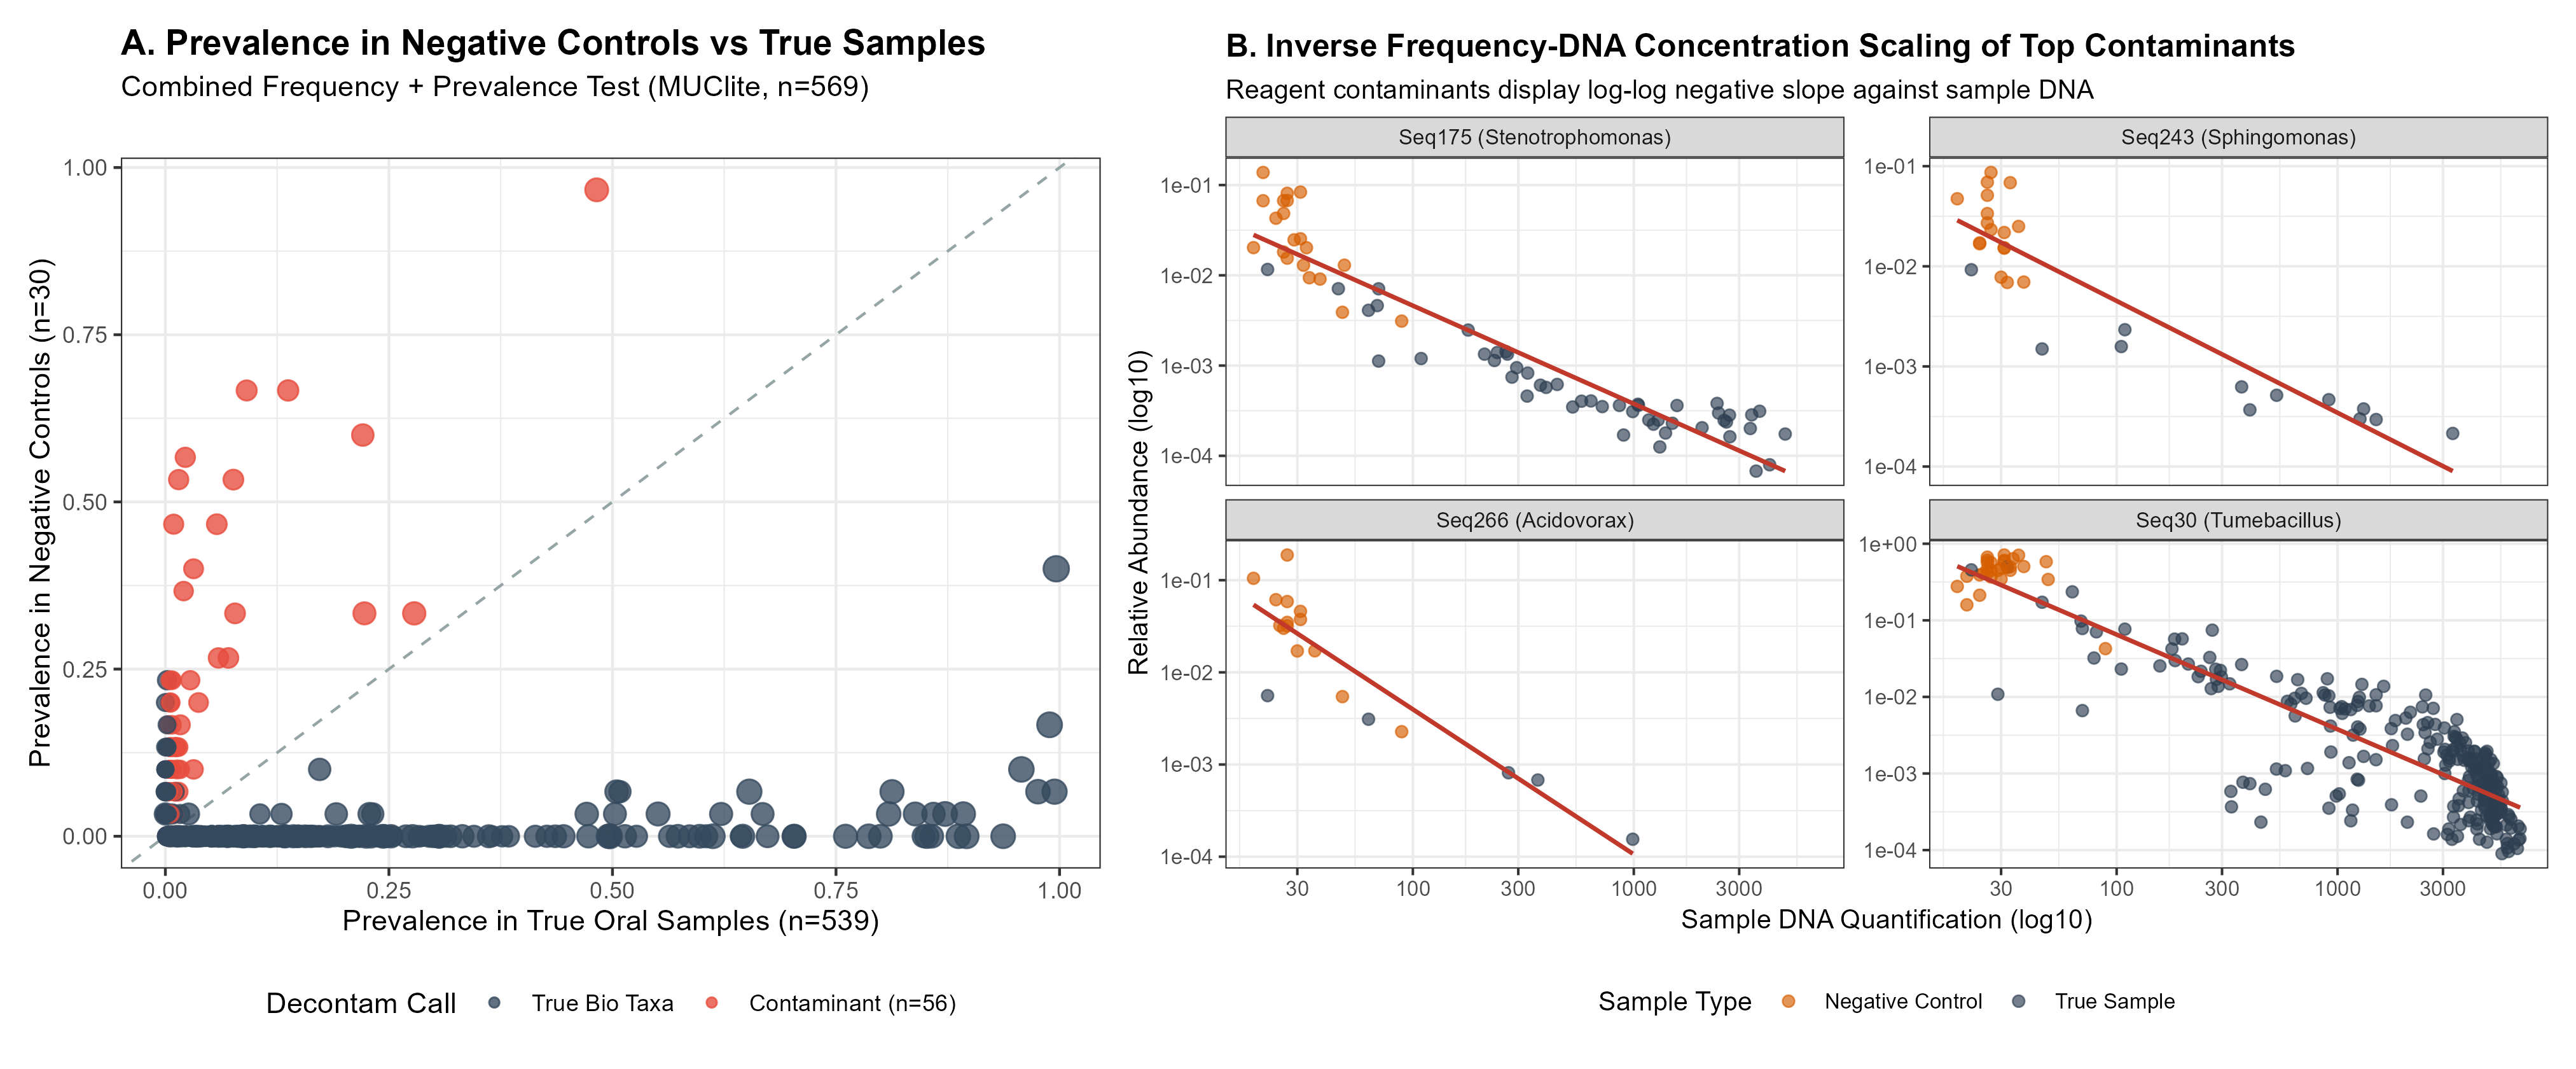 A. Prevalence in Negative Controls vs True Samples
Combined Frequency + Prevalence Test (MUClite, n=569)
Prevalence in Negative Controls (n=30)
1.00
0.75
0.50
0.25
0.00
0.00 0.25 0.50 0.75 1.00
Prevalence in True Oral Samples (n=539)
Decontam Call True Bio Taxa Contaminant (n=56)
B. Inverse Frequency-DNA Concentration Scaling of Top Contaminants
Reagent contaminants display log-log negative slope against sample DNA
Relative Abundance (log10)
Seq175 (Stenotrophomonas)
1e-01
1e-02
1e-03
1e-04
Seq243 (Sphingomonas)
1e-01
1e-02
1e-03
1e-04
Seq266 (Acidovorax)
1e-01
1e-02
1e-03
1e-04
30 100 300 1000 3000
Seq30 (Tumebacillus)
1e+00
1e-01
1e-02
1e-03
1e-04
30 100 300 1000 3000
Sample DNA Quantification (log10)
Sample Type Negative Control True Sample